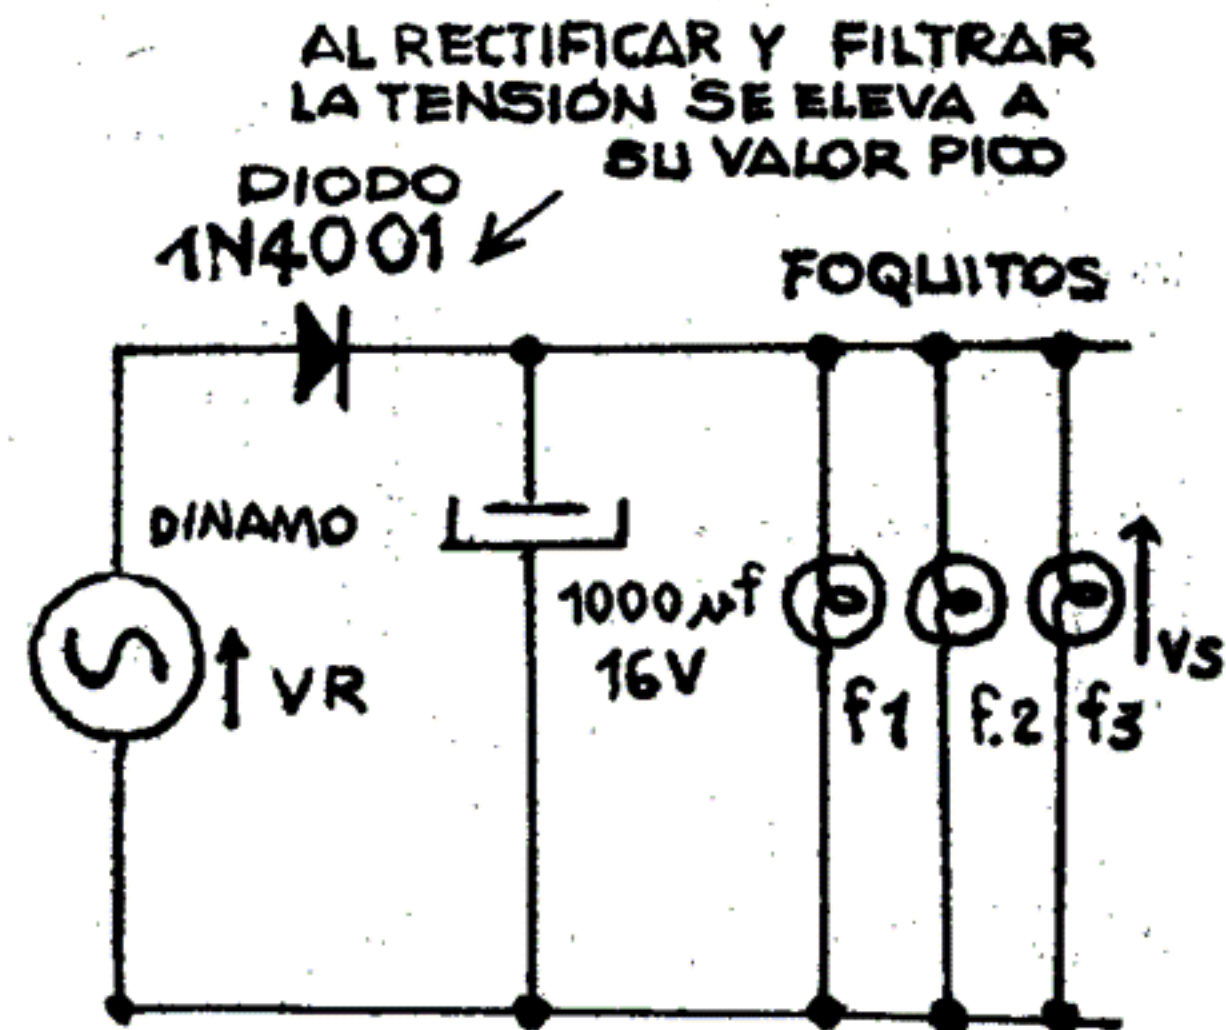 AL RECTIFICAR Y FILTRAR
LA TENSIÓN SE ELEVA A
SU VALOR PICO
DIODO
1N4001
FOQUITOS
DINAMO
VR
1000 µf
16V
f1
f.2
f3
VS